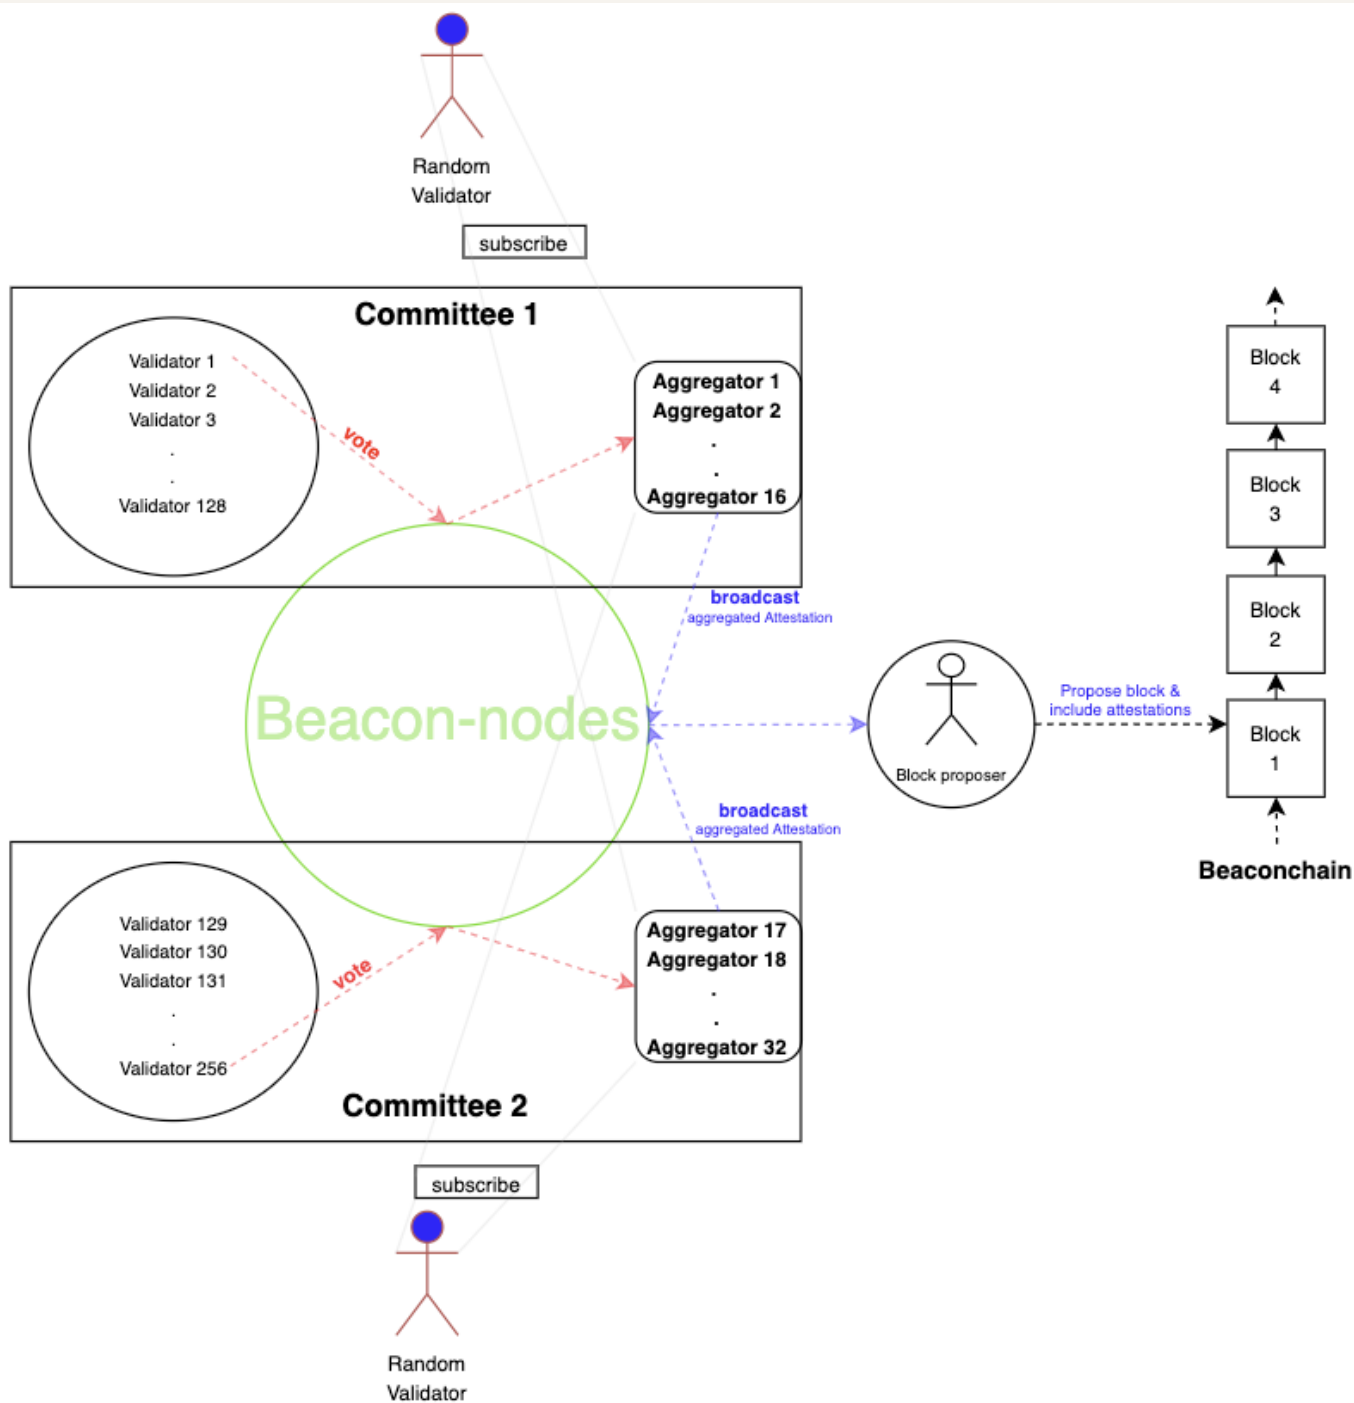 Random
Validator
subscribe
Committee 1
Validator 1
Validator 2
Validator 3
.
.
Validator 128
vote
Aggregator 1
Aggregator 2
.
.
Aggregator 16
broadcast
aggregated Attestation
Beacon-nodes
broadcast
aggregated Attestation
Block proposer
Propose block &
include attestations
Block
4
Block
3
Block
2
Block
1
Beaconchain
Validator 129
Validator 130
Validator 131
.
.
Validator 256
vote
Aggregator 17
Aggregator 18
.
.
Aggregator 32
Committee 2
subscribe
Random
Validator